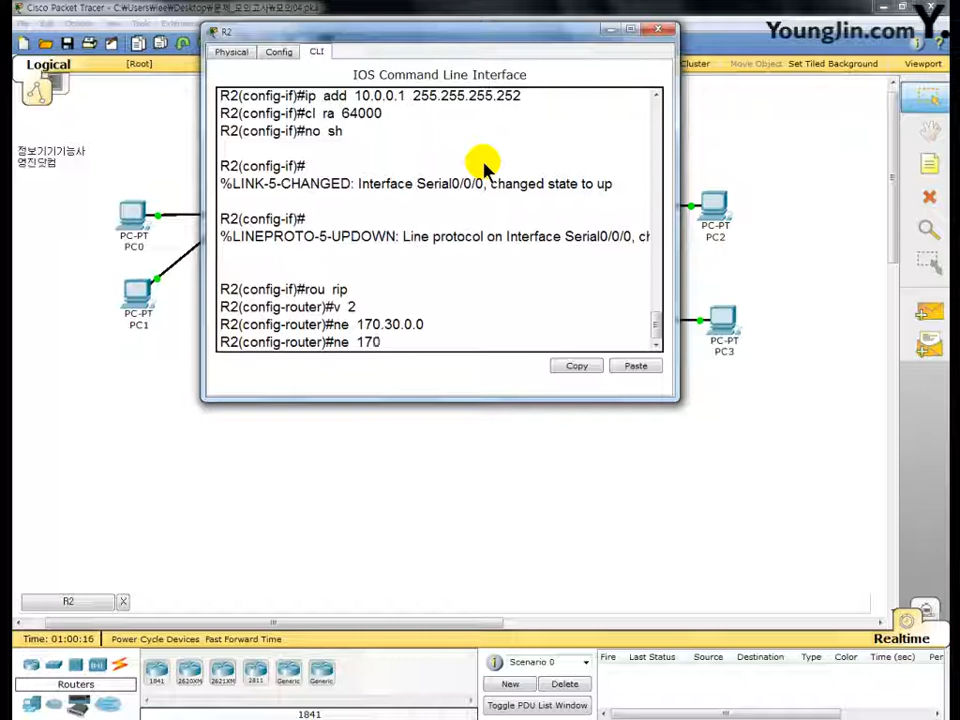 Cisco Packet Tracer - C:\Users\lee\Desktop\문제_모의고사\모의04.pka
Younglin.com Y.
Logical
[Root]
Cluster
Move Object
Set Tiled Background
Viewport
R2
Physical
Config
CLI
IOS Command Line Interface
R2(config-if)#ip add 10.0.0.1 255.255.255.252
R2(config-if)#cl ra 64000
R2(config-if)#no sh
R2(config-if)#
%LINK-5-CHANGED: Interface Serial0/0/0, changed state to up
R2(config-if)#
%LINEPROTO-5-UPDOWN: Line protocol on Interface Serial0/0/0, ch
R2(config-if)#rou rip
R2(config-router)#v 2
R2(config-router)#ne 170.30.0.0
R2(config-router)#ne 170
Copy
Paste
정보기기기능사
영진닷컴
PC-PT
PC0
PC-PT
PC1
PC-PT
PC2
PC-PT
PC3
R2
X
Time: 01:00:16
Power Cycle Devices
Fast Forward Time
Realtime
Routers
1841
2620XM
2621XM
2811
Generic
Generic
1841
Scenario 0
New
Delete
Toggle PDU List Window
Fire
Last Status
Source
Destination
Type
Color
Time (sec)
Per